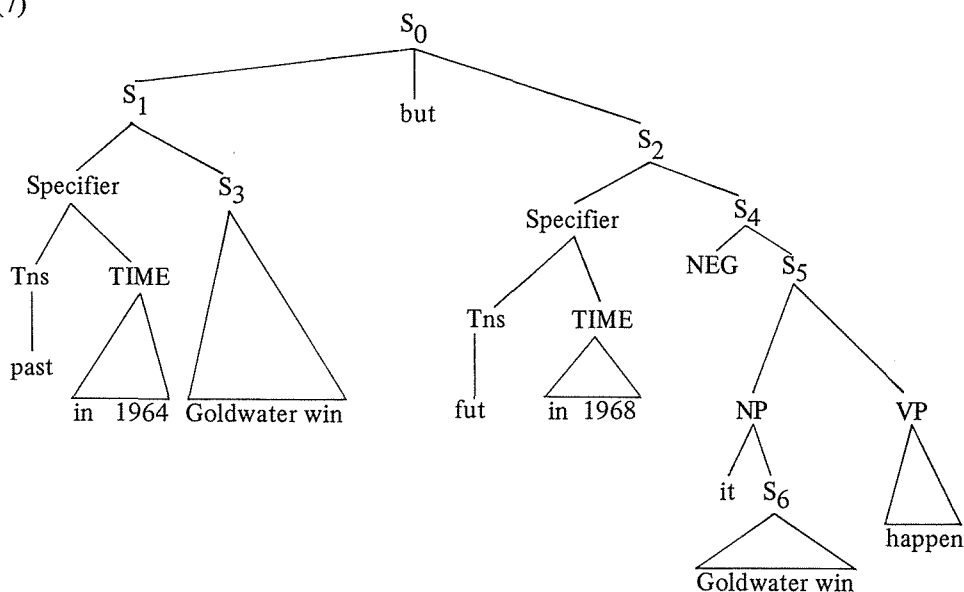 (7)
S0
S1
but
S2
Specifier
S3
Specifier
S4
Tns
TIME
NEG
S5
Tns
TIME
past
in 1964
Goldwater win
fut
in 1968
NP
VP
it
S6
happen
Goldwater win